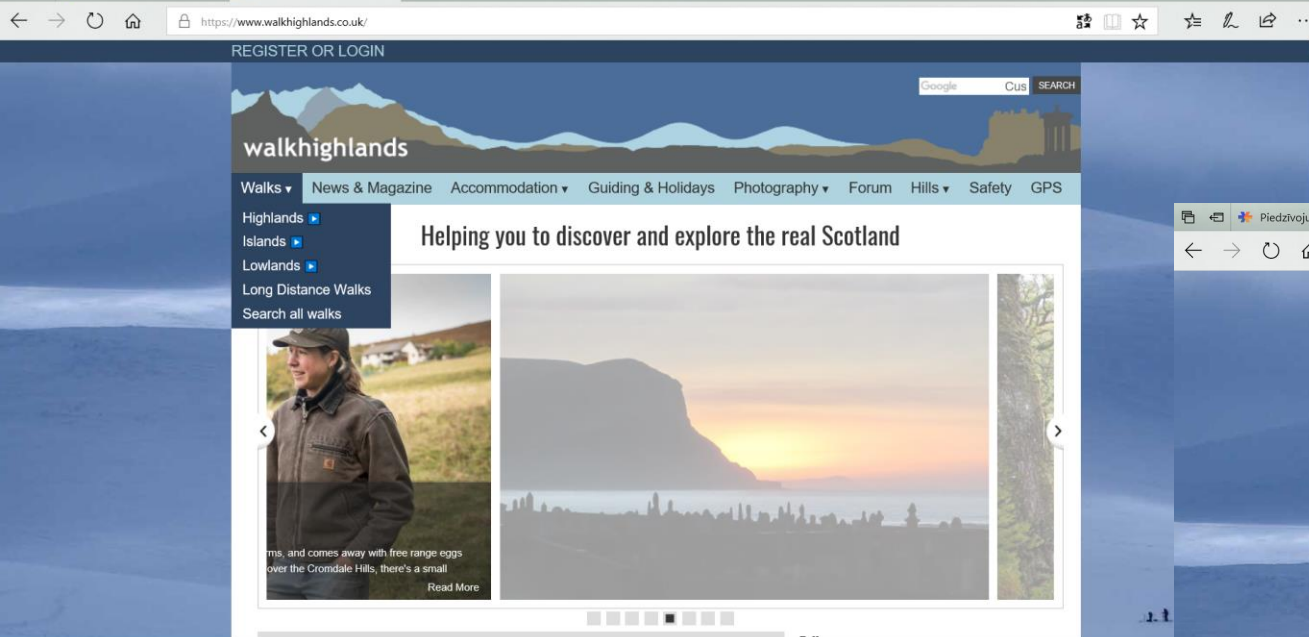 https://www.walkhighlands.co.uk/
REGISTER OR LOGIN
Google Cus SEARCH
walkhighlands
Walks ▾ News & Magazine Accommodation ▾ Guiding & Holidays Photography ▾ Forum Hills ▾ Safety GPS
Highlands
Islands
Lowlands
Long Distance Walks
Search all walks
Helping you to discover and explore the real Scotland
rms, and comes away with free range eggs
over the Cromdale Hills, there's a small
Read More
Piedzīvoju